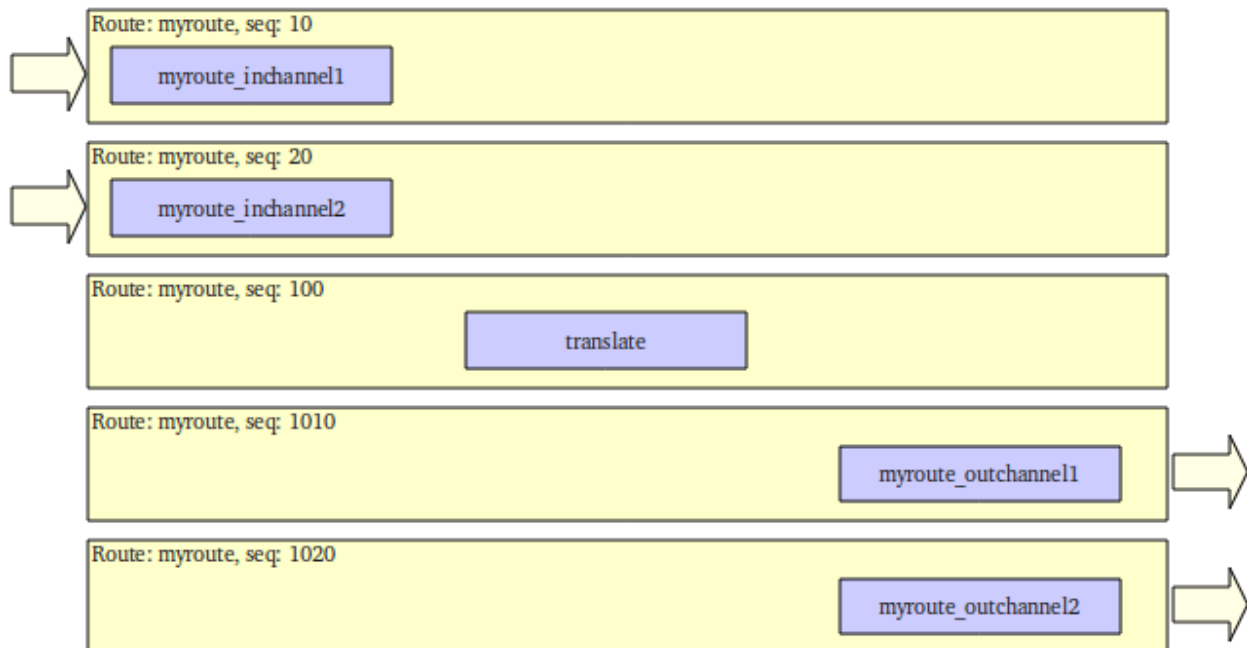 Route: myroute, seq: 10
myroute_inchannel1
Route: myroute, seq: 20
myroute_inchannel2
Route: myroute, seq: 100
translate
Route: myroute, seq: 1010
myroute_outchannel1
Route: myroute, seq: 1020
myroute_outchannel2